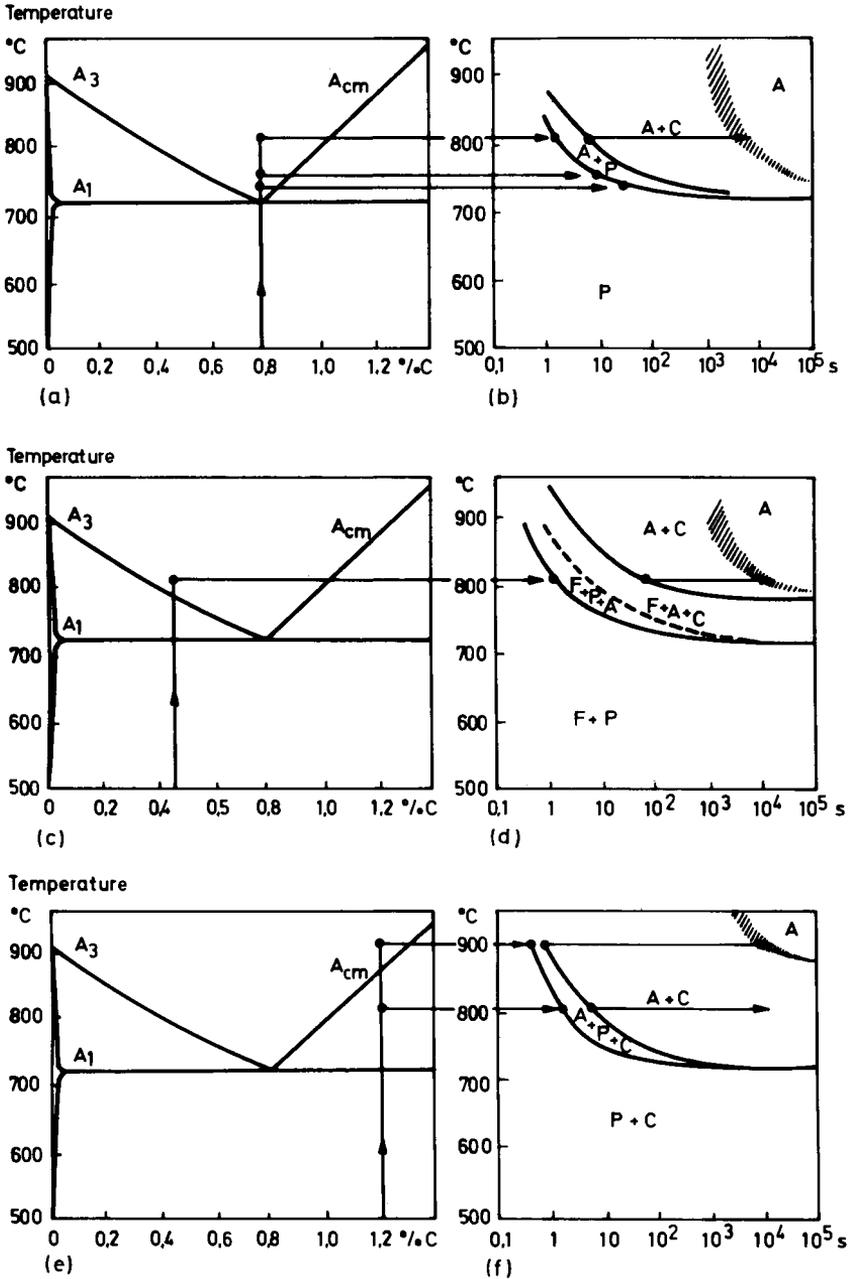 Temperature
°C
900
800
700
600
500
A3
Acm
A1
0 0,2 0,4 0,6 0,8 1,0 1,2 °/.C
(a)
°C
900
800
700
600
500
A
A+C
A+P
P
0,1 1 10 10² 10³ 10⁴ 10⁵ s
(b)
Temperature
°C
900
800
700
600
500
A3
Acm
A1
0 0,2 0,4 0,5 0,8 1,0 1,2 °/.C
(c)
°C
900
800
700
600
500
A
A+C
F+P+A
F+A+C
F+P
0,1 1 10 10² 10³ 10⁴ 10⁵ s
(d)
Temperature
°C
900
800
700
600
500
A3
Acm
A1
0 0,2 0,4 0,6 0,8 1,0 1,2 °/.C
(e)
°C
900
800
700
600
500
A
A+C
A+P+C
P+C
0,1 1 10 10² 10³ 10⁴ 10⁵ s
(f)